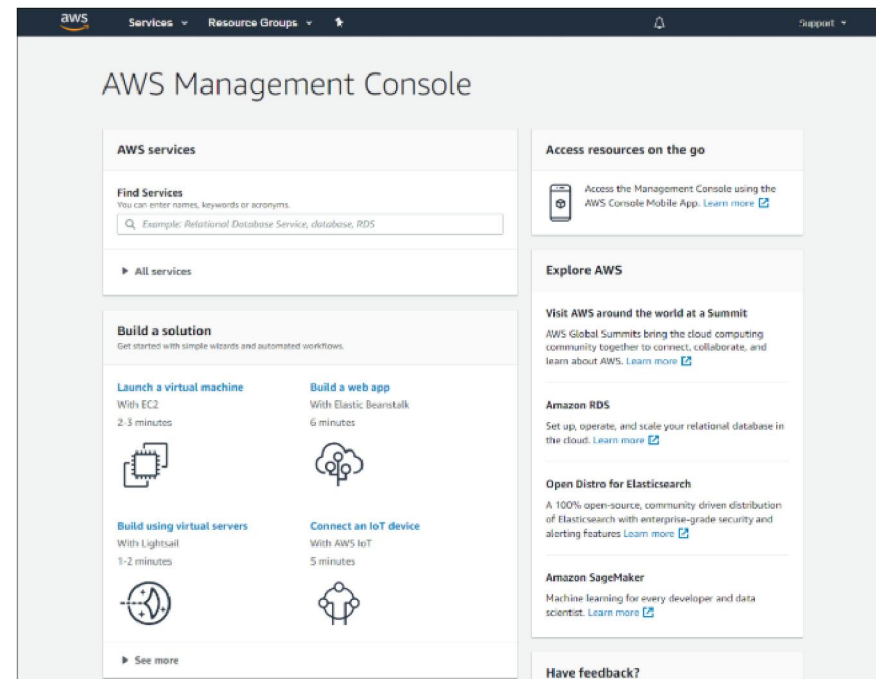 aws Services Resource Groups Support
AWS Management Console
AWS services
Find Services
You can enter names, keywords or acronyms.
Example: Relational Database Service, database, RDS
All services
Build a solution
Get started with simple wizards and automated workflows.
Launch a virtual machine
With EC2
2-3 minutes
Build a web app
With Elastic Beanstalk
6 minutes
Build using virtual servers
With Lightsail
1-2 minutes
Connect an IoT device
With AWS IoT
5 minutes
See more
Access resources on the go
Access the Management Console using the
AWS Console Mobile App. Learn more
Explore AWS
Visit AWS around the world at a Summit
AWS Global Summits bring the cloud computing
community together to connect, collaborate, and
learn about AWS. Learn more
Amazon RDS
Set up, operate, and scale your relational database in
the cloud. Learn more
Open Distro for Elasticsearch
A 100% open-source, community driven distribution
of Elasticsearch with enterprise-grade security and
alerting features Learn more
Amazon SageMaker
Machine learning for every developer and data
scientist. Learn more
Have feedback?